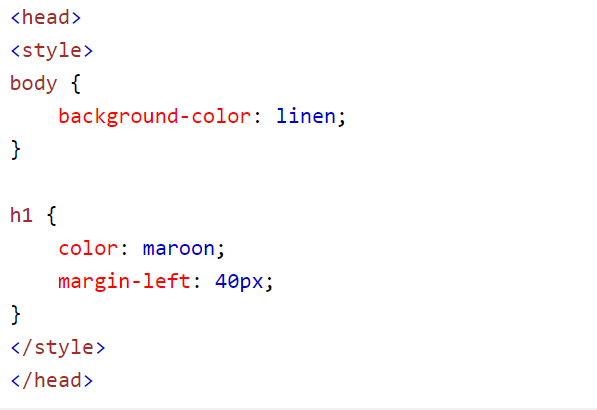 <head>
<style>
body {
    background-color: linen;
}

h1 {
    color: maroon;
    margin-left: 40px;
}
</style>
</head>